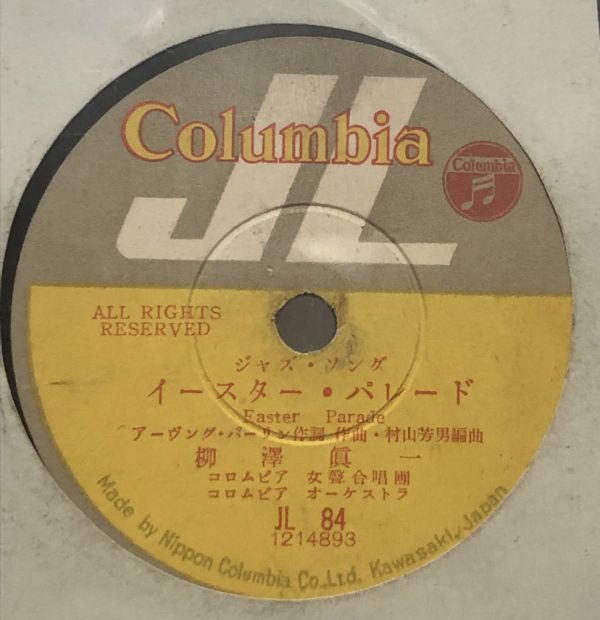 JL
Columbia
Columbia
ALL RIGHTS
RESERVED
ジャズ・ソング
イースター・パレード
Easter Parade
アーヴング・バーリン作詞 作曲・村山芳男編曲
柳澤眞一
コロムビア 女聲合唱團
コロムビア オーケストラ
JL 84
1214893
Made by Nippon Columbia Co., Ltd. Kawasaki, Japan